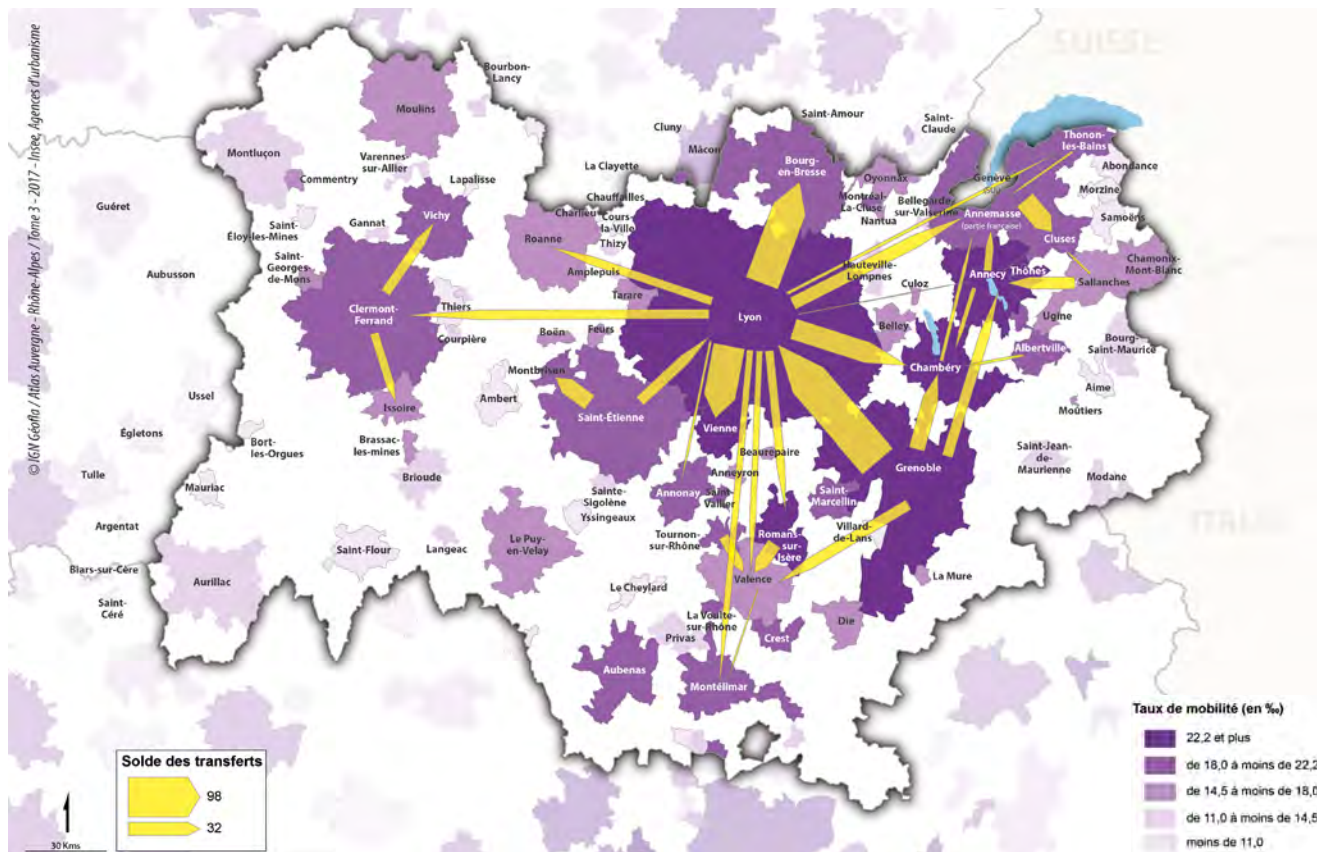 © IGN Géofla / Atlas Auvergne - Rhône-Alpes / Tome 3 - 2017 - Insee, Agences d'urbanisme
SUISSE
ITALIE
Bourbon-
Lancy
Moulins
Montluçon
Commentry
Varennes-
sur-Allier
Lapalisse
Guéret
Saint-
Éloy-les-Mines
Gannat
Vichy
Aubusson
Saint-
Georges-
de-Mons
Clermont-
Ferrand
Thiers
Courpière
Issoire
Ambert
Ussel
Égletons
Bort-
les-Orgues
Brassac-
les-mines
Brioude
Tulle
Mauriac
Argentat
Saint-Flour
Langeac
Le Puy-
en-Velay
Biars-sur-Cère
Aurillac
Saint-
Céré
Cluny
Mâcon
La Clayette
Chauffailles
Charlieu
Cours-
la-Ville
Thizy
Roanne
Amplepuis
Tarare
Boën
Feurs
Montbrison
Saint-Étienne
Saint-Amour
Bourg-
en-Bresse
Saint-
Claude
Oyonnax
Montréal-
La-Cluse
Nantua
Bellegarde-
sur-Valserine
Genève
Thonon-
les-Bains
Abondance
Morzine
Annemasse
(partie française)
Samoëns
Cluses
Chamonix-
Mont-Blanc
Sallanches
Annecy
Thônes
Hauteville-
Lompnes
Culoz
Belley
Lyon
Chambéry
Ugine
Albertville
Bourg-
Saint-Maurice
Aime
Moûtiers
Vienne
Beaurepaire
Anneyron
Saint-
Vallier
Annonay
Sainte-
Sigolène
Yssingeaux
Saint-
Marcellin
Grenoble
Saint-Jean-
de-
Maurienne
Modane
Tournon-
sur-Rhône
Romans-
sur-
Isère
Villard-
de-Lans
Valence
La Mure
Le Cheylard
La Voulte-
sur-Rhône
Privas
Crest
Die
Aubenas
Montélimar
Taux de mobilité (en ‰)
22,2 et plus
de 18,0 à moins de 22,2
de 14,5 à moins de 18,0
de 11,0 à moins de 14,5
moins de 11,0
Solde des transferts
98
32
30 Kms